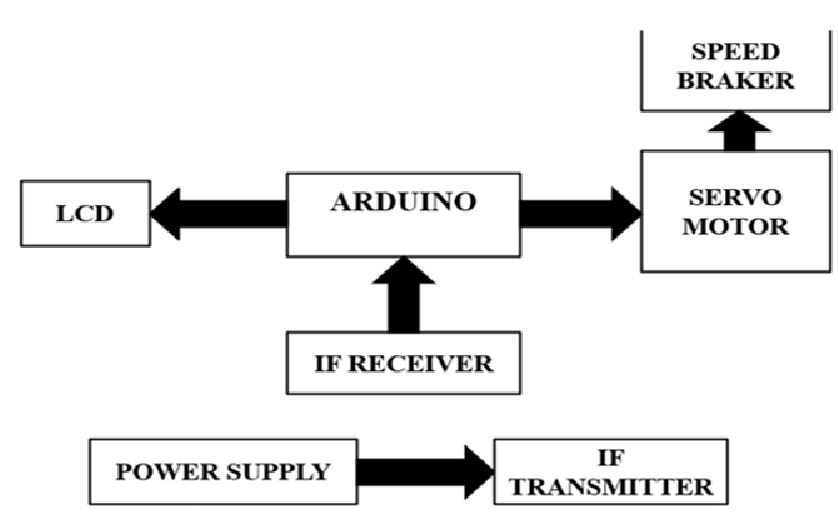 SPEED
BRAKER
LCD
ARDUINO
SERVO
MOTOR
IF RECEIVER
POWER SUPPLY
IF
TRANSMITTER